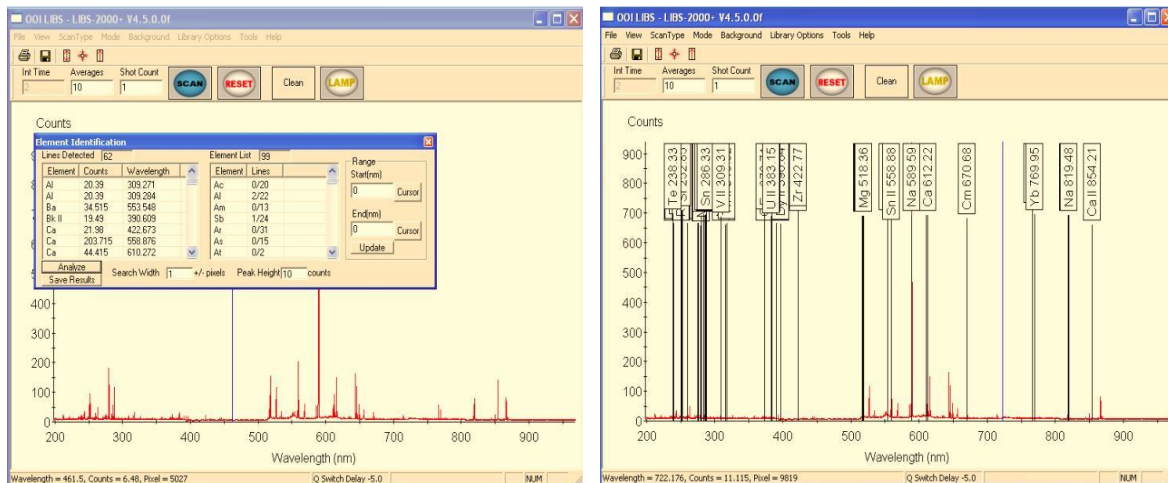 OOI LIBS - LIBS-2000+ V4.5.0.0f
File View ScanType Mode Background Library Options Tools Help
Int Time Averages Shot Count
2 10 1 SCAN RESET Clean LAMP
Counts
Element Identification
Lines Detected 62 Element List 99
Element Counts Wavelength
Al 20.39 309.271
Al 20.39 309.284
Ba 34.515 553.548
Bk II 19.49 390.609
Ca 21.98 422.673
Ca 203.715 558.876
Ca 44.415 610.272
Element Lines
Ac 0/20
Al 2/22
Am 0/13
Sb 1/24
Ar 0/31
As 0/15
At 0/2
Range
Start(nm)
0 Cursor
End(nm)
0 Cursor
Update
Analyze
Save Results
Search Width 1 +/- pixels Peak Height 10 counts
400
300
200
100
0
200 300 400 500 600 700 800 900
Wavelength (nm)
Wavelength = 461.5, Counts = 6.48, Pixel = 5027 Q Switch Delay -5.0 NUM
OOI LIBS - LIBS-2000+ V4.5.0.0f
File View ScanType Mode Background Library Options Tools Help
Int Time Averages Shot Count
2 10 1 SCAN RESET Clean LAMP
Counts
900
800
700
600
500
400
300
200
100
0
Te 238.33
Sn 286.33
V II 309.31
U II 383.15
Zr 422.77
Mg 518.36
Sn II 558.88
Na 589.59
Ca 612.22
Cm 670.68
Yb 769.95
Na 819.48
Ca II 854.21
200 300 400 500 600 700 800 900
Wavelength (nm)
Wavelength = 722.176, Counts = 11.115, Pixel = 9819 Q Switch Delay -5.0 NUM